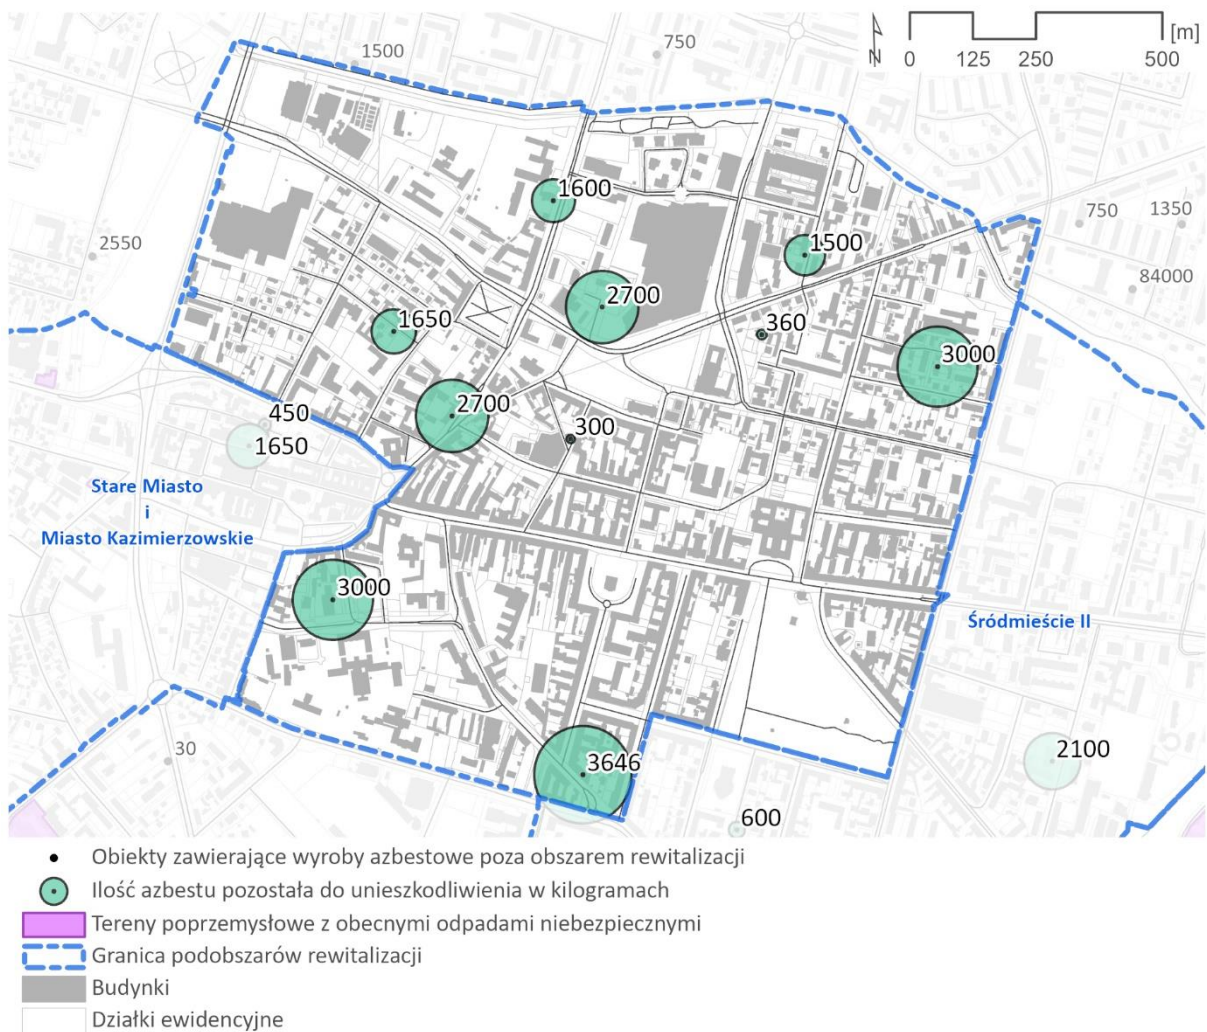 750
1500
[m]
0 125 250 500
1600
750 1350
1500
2550
84000
2700
1650
360
3000
2700
450
300
1650
Stare Miasto
i
Miasto Kazimierzowskie
3000
Śródmieście II
30
3646
2100
600
Obiekty zawierające wyroby azbestowe poza obszarem rewitalizacji
Ilość azbestu pozostała do unieszkodliwienia w kilogramach
Tereny poprzemysłowe z obecnymi odpadami niebezpiecznymi
Granica podobszarów rewitalizacji
Budynki
Działki ewidencyjne